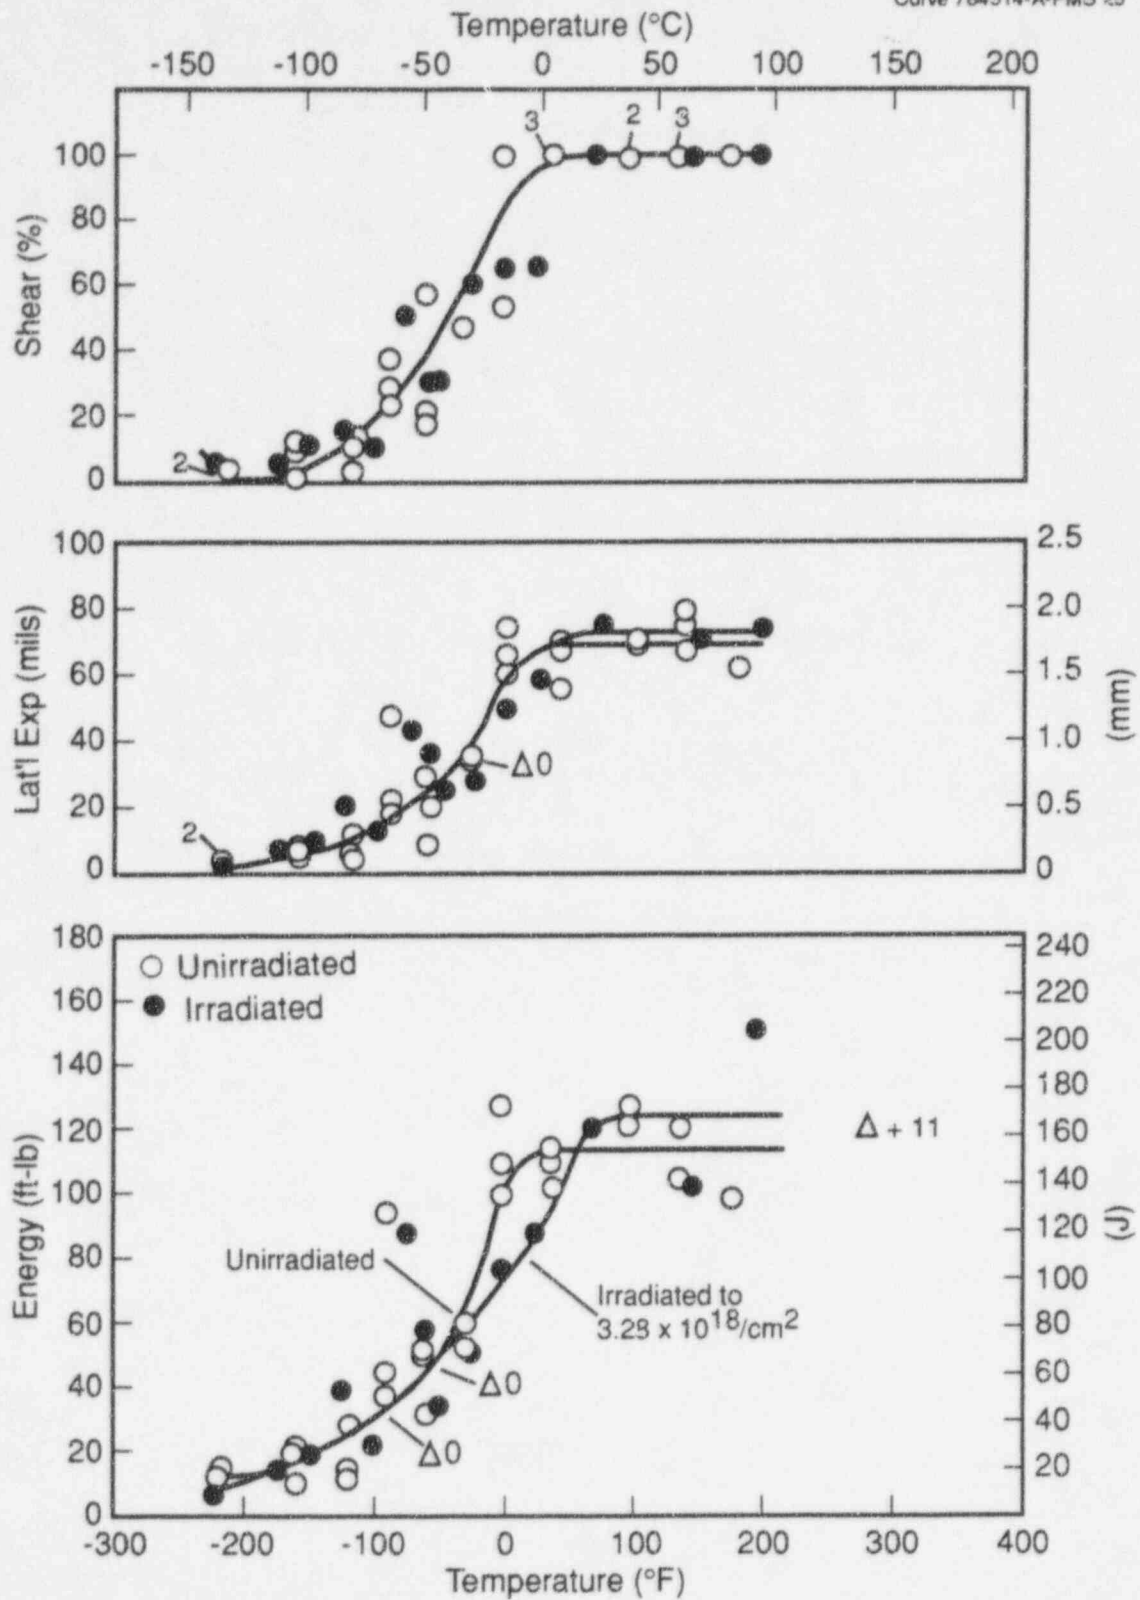 Temperature (°C)
-150 -100 -50 0 50 100 150 200
3 2 3
100
80
60
40
20
2
0
Shear (%)
100 2.5
80 2.0
60 1.5
40 1.0
Δ0
20 0.5
2
0 0
Lat'l Exp (mils)
(mm)
180 240
○ Unirradiated
● Irradiated
160 220
200
140
180
120 160
Δ + 11
100 140
120
80 100
Unirradiated
Irradiated to
3.28 x 10¹⁸/cm²
60 80
60
40
Δ0
40
20 20
Δ0
0
Energy (ft-lb)
(J)
-300 -200 -100 0 100 200 300 400
Temperature (°F)